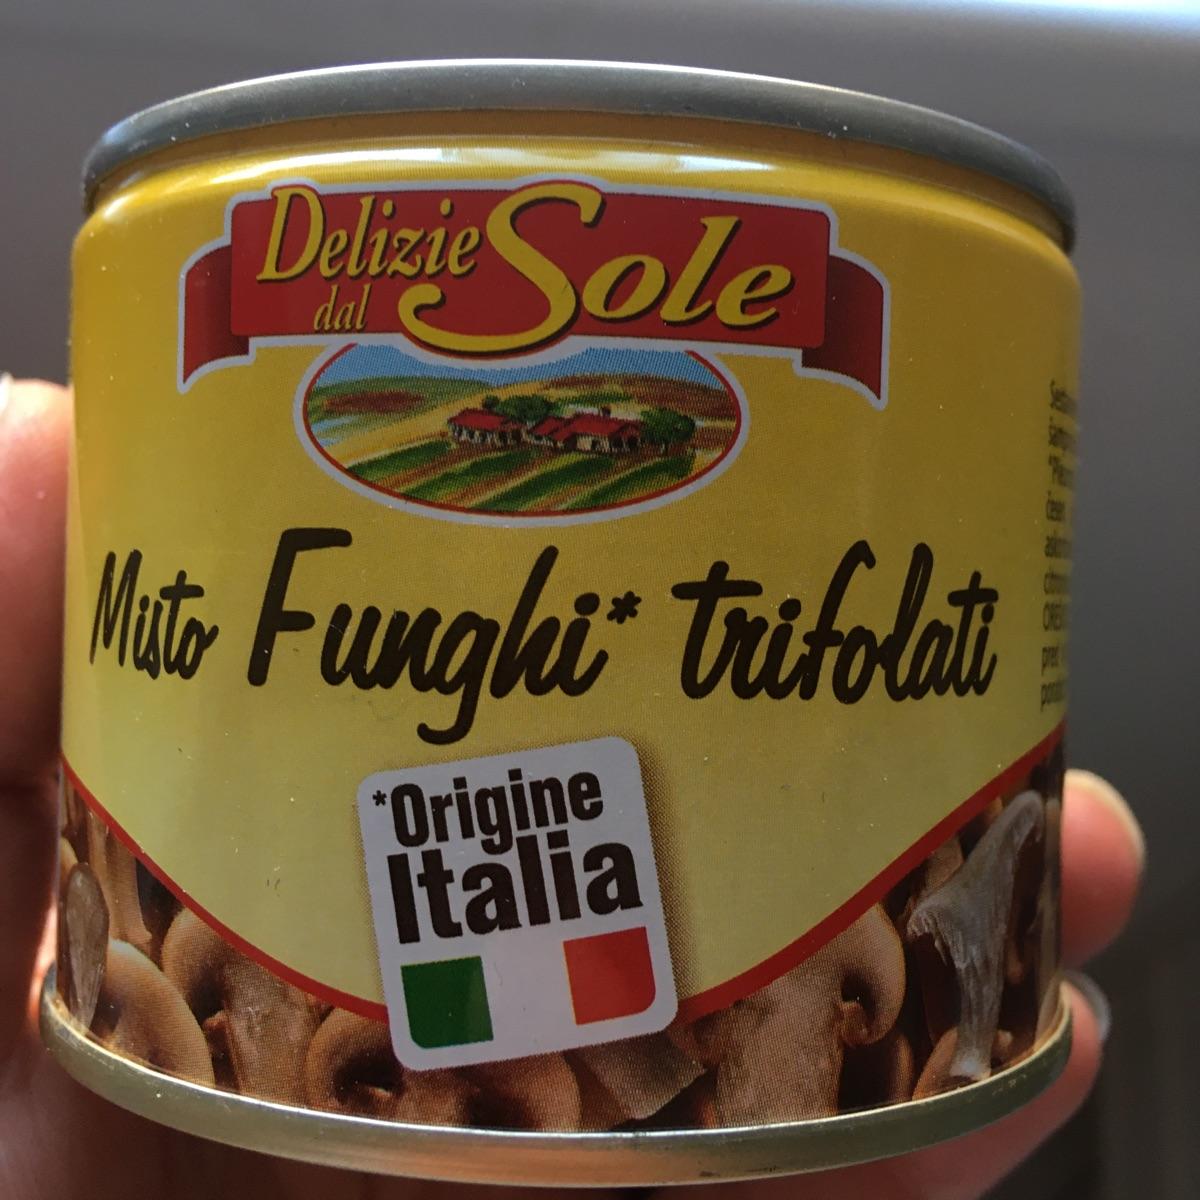 Delizie
dal Sole
Misto Funghi* trifolati
*Origine
Italia